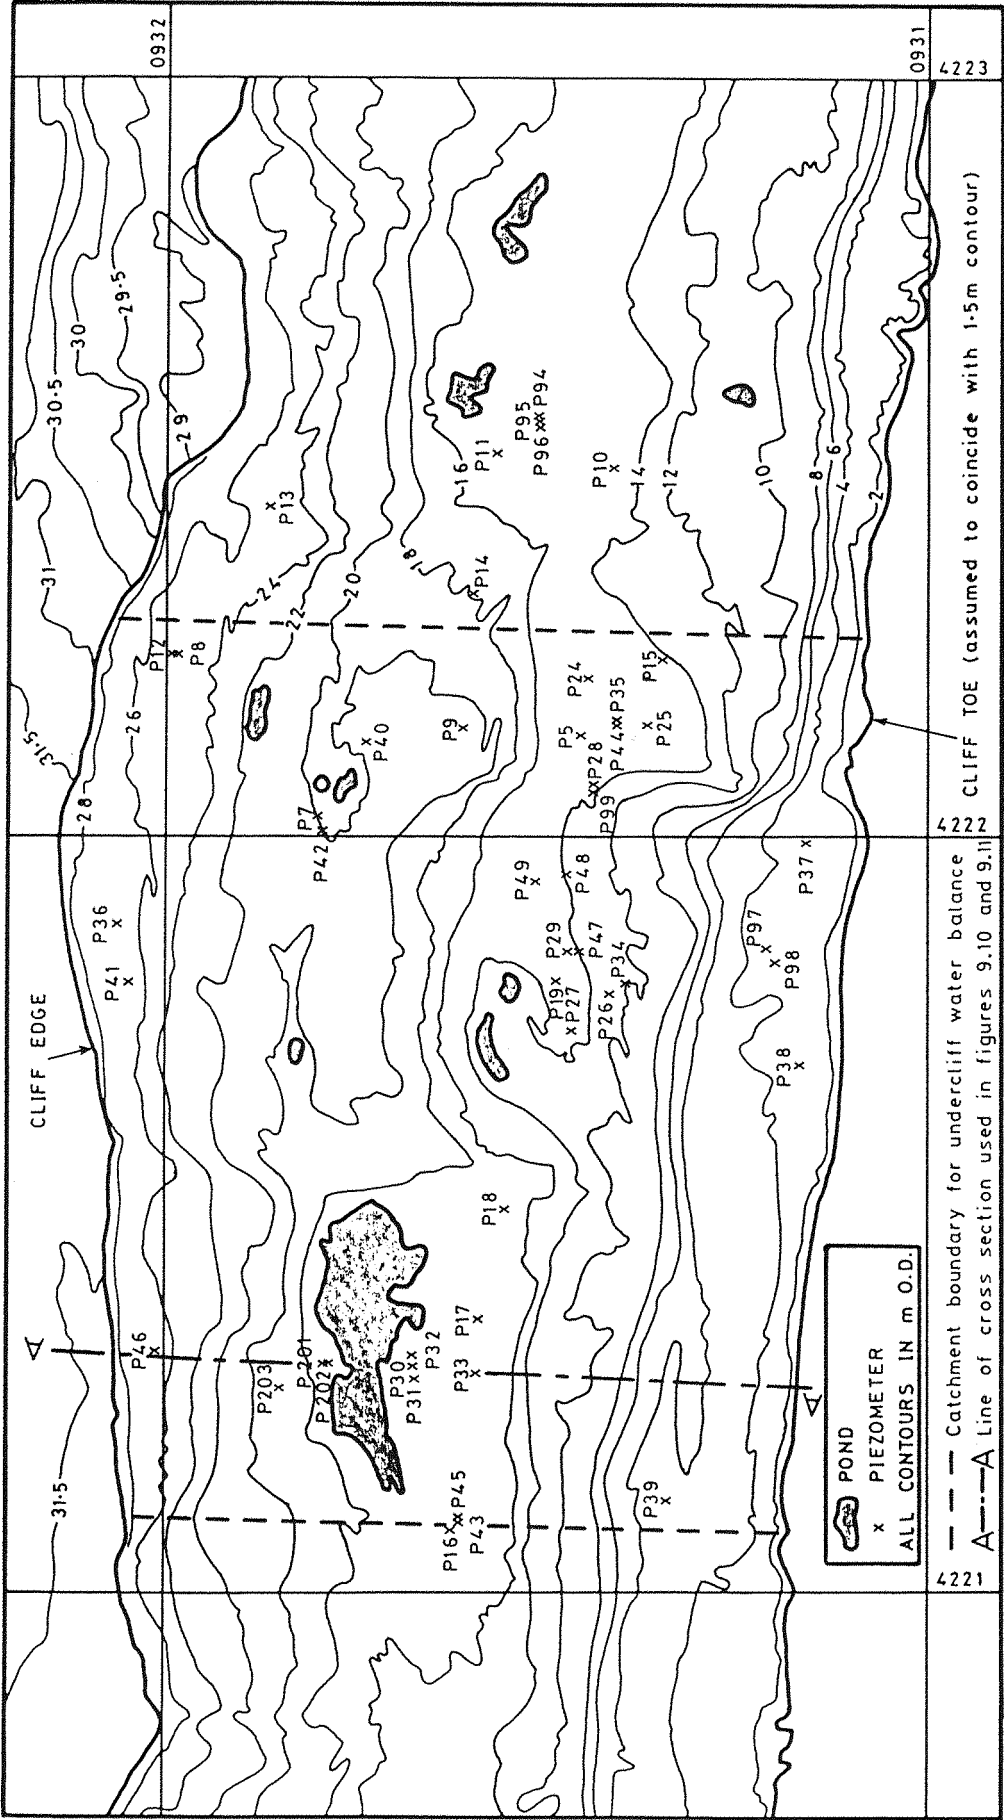 CLIFF EDGE
0932
0931
4223
4222
4221
31·5
31·5
31
30·5
30
29·5
29
28
26
24
22
20
18
16
14
12
10
8
6
4
2
P46
P41
P36
P12
P8
P13
P203
P201
P202
P42
P7
P40
P30
P31
P32
P33
P17
P18
P16
P45
P43
P39
P9
P14
P11
P95
P96
P94
P10
P49
P48
P29
P47
P19
P27
P26
P34
P5
P24
P28
P44
P35
P99
P25
P15
P37
P97
P98
P38
A
A
POND
x PIEZOMETER
ALL CONTOURS IN m O.D.
CLIFF TOE (assumed to coincide with 1·5m contour)
Catchment boundary for undercliff water balance
A A Line of cross section used in figures 9.10 and 9.11